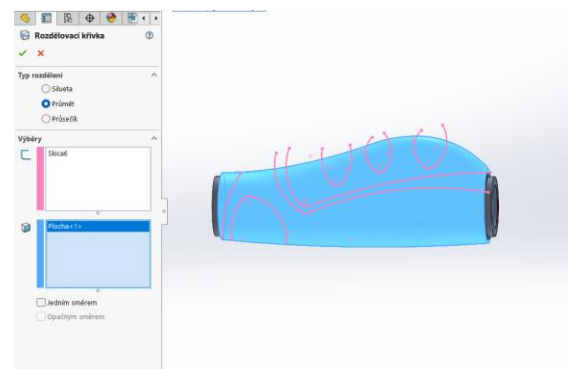 Rozdělovací křivka
Typ rozdělení
Silueta
Průmět
Průsečík
Výběry
Skica6
Plocha<1>
Jedním směrem
Opačným směrem